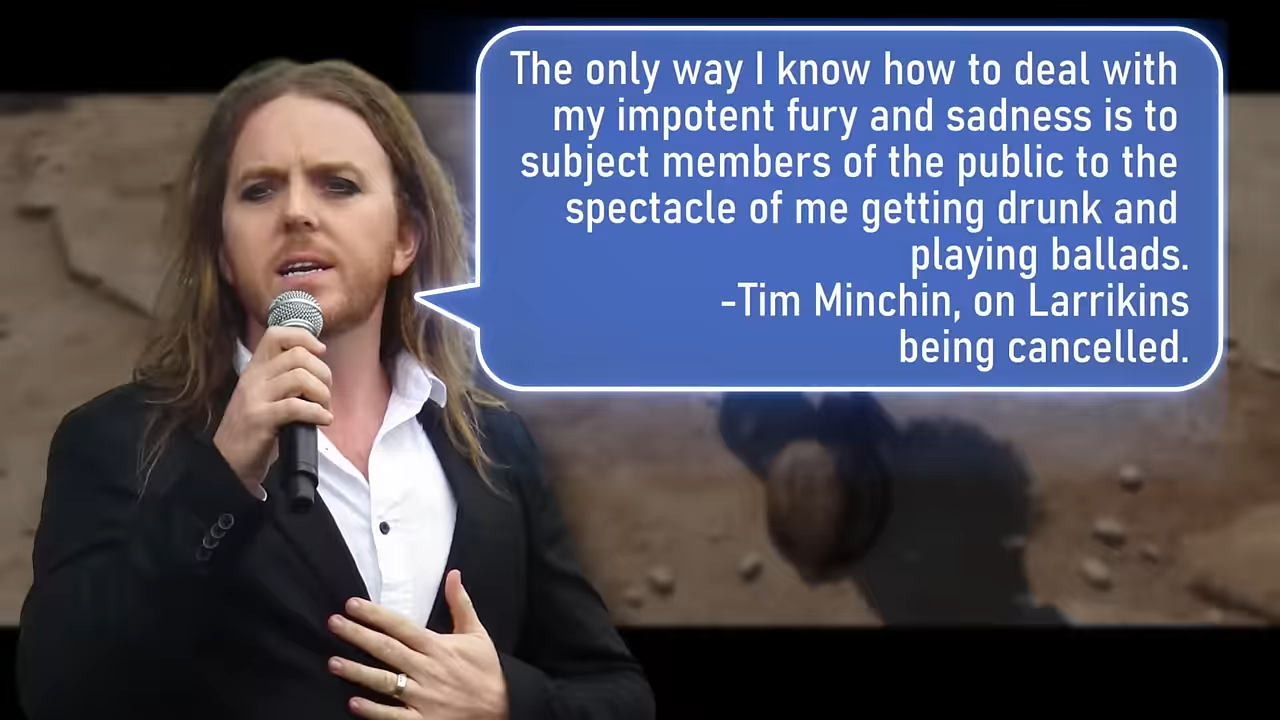 The only way I know how to deal with
my impotent fury and sadness is to
subject members of the public to the
spectacle of me getting drunk and
playing ballads.
-Tim Minchin, on Larrikins
being cancelled.